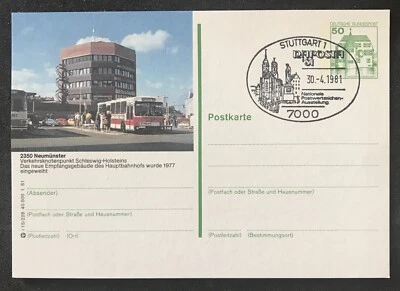 2350 Neumünster
Verkehrsknotenpunkt Schleswig-Holsteins
Das neue Empfangsgebäude des Hauptbahnhofs wurde 1977
eingeweiht
(Absender)
(Postfach oder Straße und Hausnummer)
(Postleitzahl) (Ort)
STUTTGART 1
30.-4.1981
Nationale
Postwertzeichen-
Ausstellung
7000
DEUTSCHE BUNDESPOST
50
Postkarte
(Postfach oder Straße und Hausnummer)
(Postleitzahl) (Bestimmungsort)